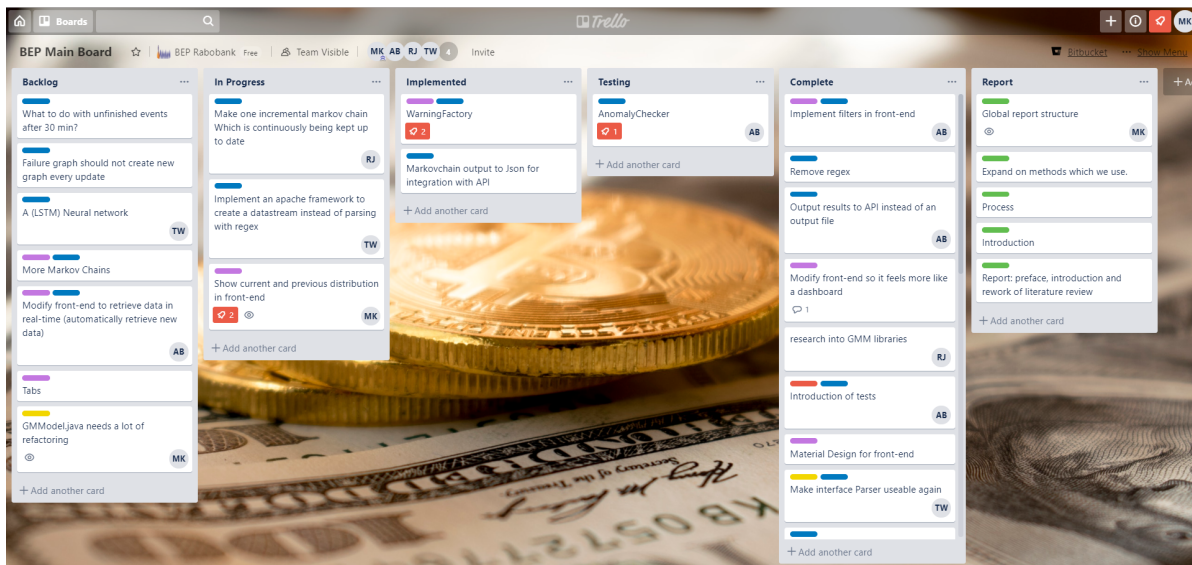 Boards
Trello
MK
BEP Main Board
BEP Rabobank Free
Team Visible
MK AB RJ TW 4
Invite
Bitbucket
··· Show Menu
Backlog ···
What to do with unfinished events
after 30 min?
Failure graph should not create new
graph every update
A (LSTM) Neural network
TW
More Markov Chains
Modify front-end to retrieve data in
real-time (automatically retrieve new
data)
AB
Tabs
GMModel.java needs a lot of
refactoring
MK
+ Add another card
In Progress ···
Make one incremental markov chain
Which is continuously being kept up
to date
RJ
Implement an apache framework to
create a datastream instead of parsing
with regex
TW
Show current and previous distribution
in front-end
2
MK
+ Add another card
Implemented ···
WarningFactory
2
Markovchain output to Json for
integration with API
+ Add another card
Testing ···
AnomalyChecker
1
AB
+ Add another card
Complete ···
Implement filters in front-end
AB
Remove regex
Output results to API instead of an
output file
AB
Modify front-end so it feels more like
a dashboard
1
research into GMM libraries
RJ
Introduction of tests
AB
Material Design for front-end
Make interface Parser useable again
TW
+ Add another card
Report ···
Global report structure
MK
Expand on methods which we use.
Process
Introduction
Report: preface, introduction and
rework of literature review
+ Add another card
Secretary of the Treasury.